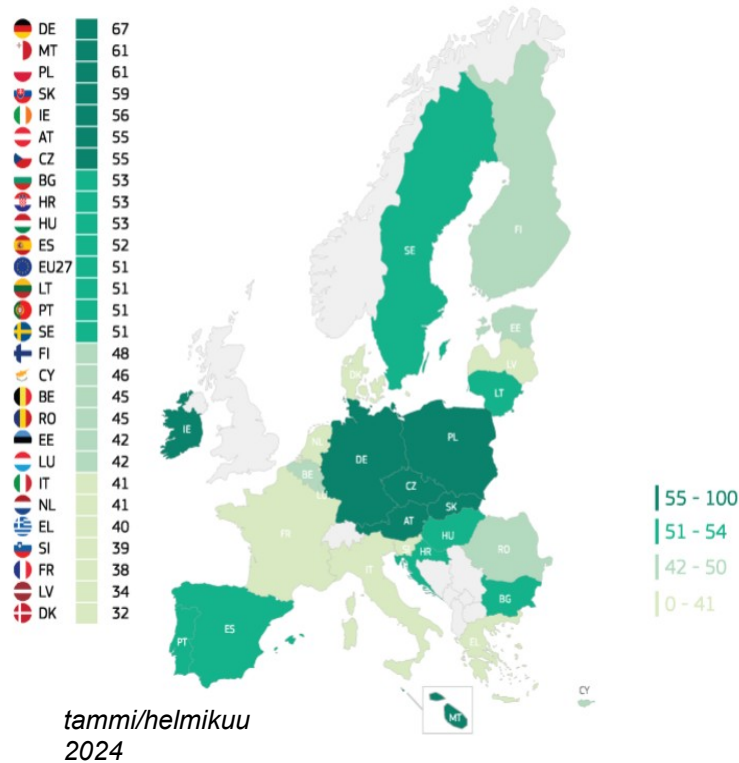 DE 67
MT 61
PL 61
SK 59
IE 56
AT 55
CZ 55
BG 53
HR 53
HU 53
ES 52
EU27 51
LT 51
PT 51
SE 51
FI 48
CY 46
BE 45
RO 45
EE 42
LU 42
IT 41
NL 41
EL 40
SI 39
FR 38
LV 34
DK 32
FI
SE
EE
LV
DK
LT
IE
NL
PL
DE
BE
CZ
SK
AT
HU
FR
HR
RO
IT
BG
ES
PT
EL
CY
MT
55 - 100
51 - 54
42 - 50
0 - 41
tammi/helmikuu
2024